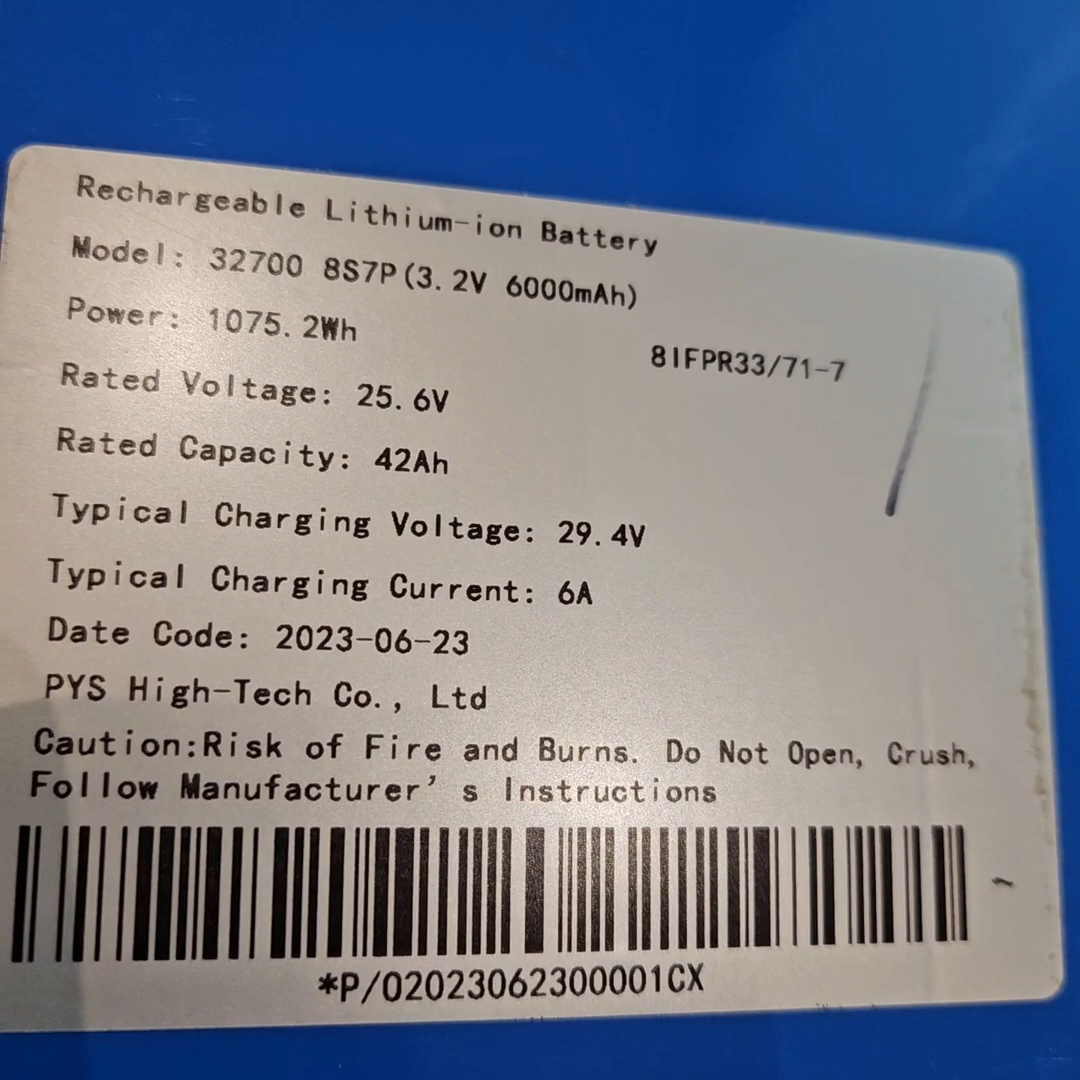 Rechargeable Lithium-ion Battery
Model: 32700 8S7P(3.2V 6000mAh)
Power: 1075.2Wh
8IFPR33/71-7
Rated Voltage: 25.6V
Rated Capacity: 42Ah
Typical Charging Voltage: 29.4V
Typical Charging Current: 6A
Date Code: 2023-06-23
PYS High-Tech Co., Ltd
Caution:Risk of Fire and Burns. Do Not Open, Crush,
Follow Manufacturer’s Instructions
*P/02023062300001CX